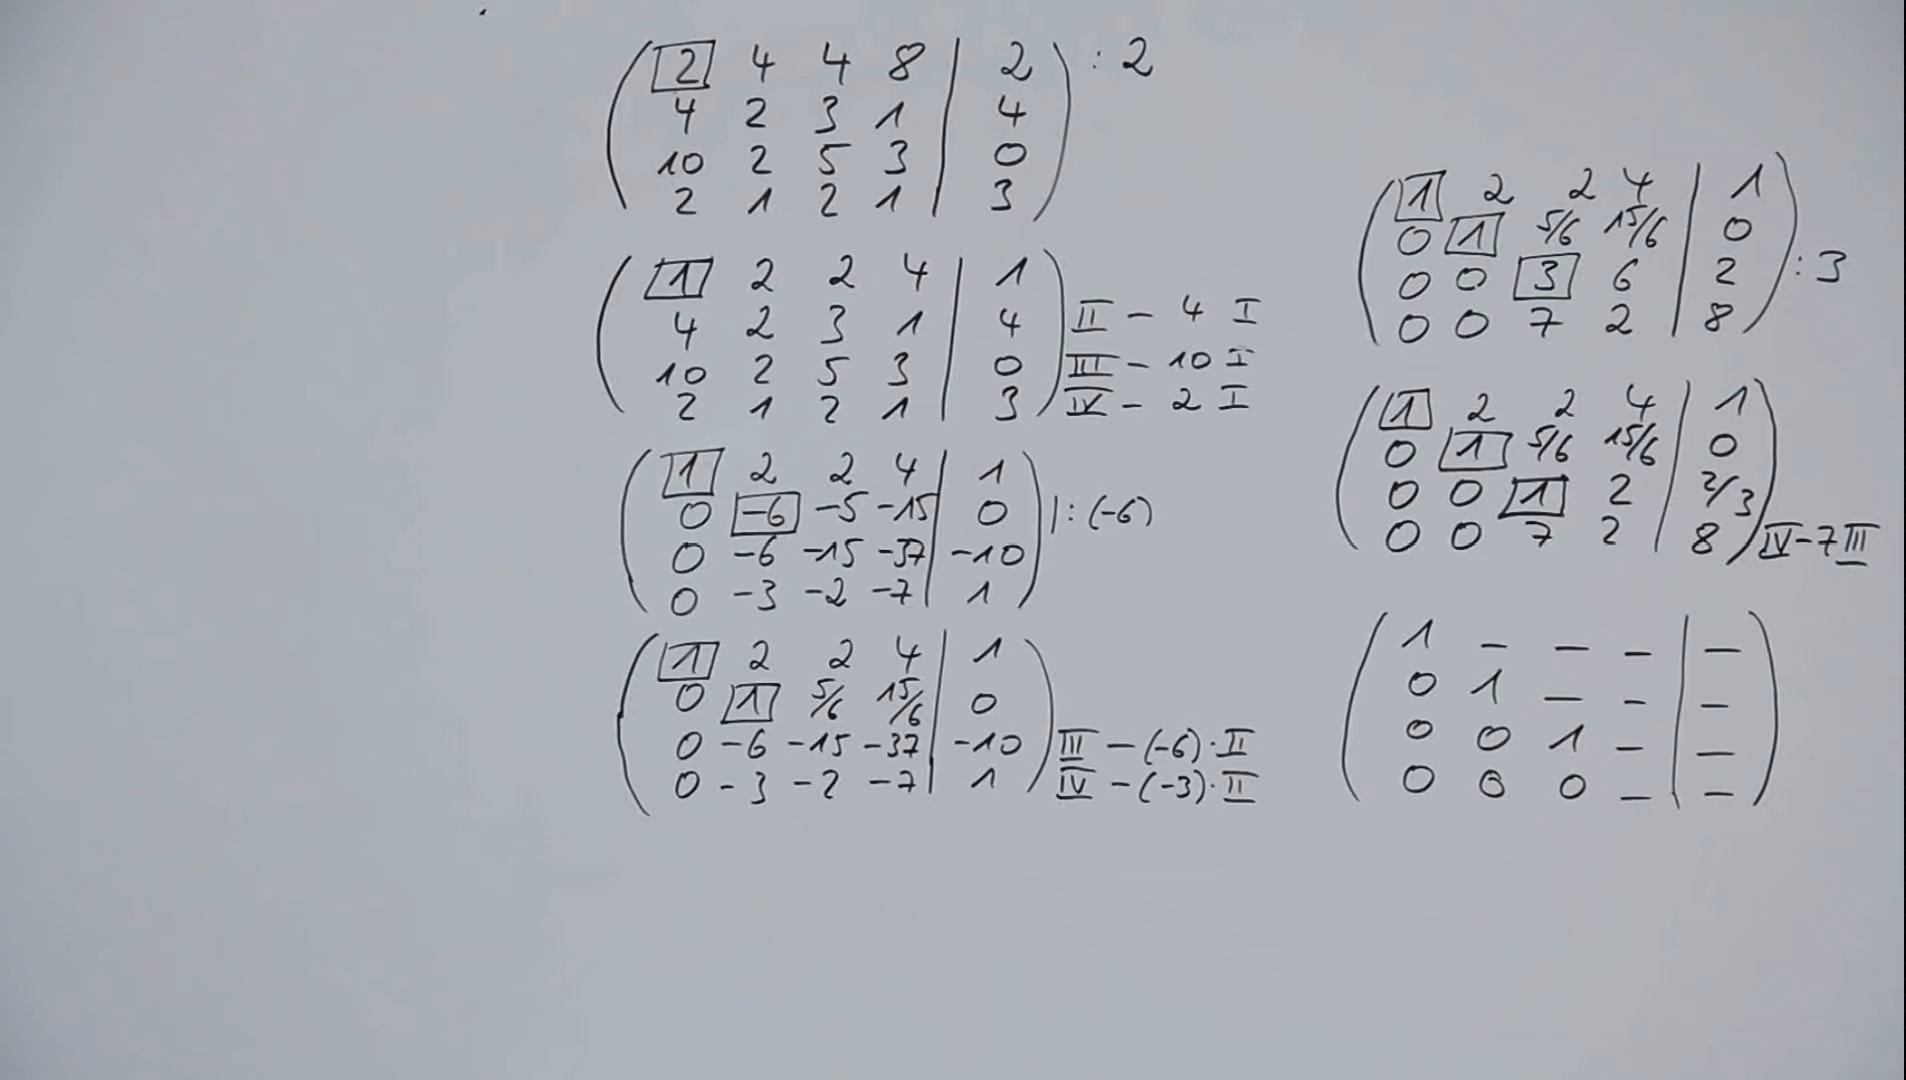 2 4 4 8 | 2 : 2
4 2 3 1 | 4
10 2 5 3 | 0
2 1 2 1 | 3
1 2 2 4 | 1
4 2 3 1 | 4 II - 4 I
10 2 5 3 | 0 III - 10 I
2 1 2 1 | 3 IV - 2 I
1 2 2 4 | 1
0 -6 -5 -15 | 0 | : (-6)
0 -6 -15 -37 | -10
0 -3 -2 -7 | 1
1 2 2 4 | 1
0 1 5/6 15/6 | 0
0 -6 -15 -37 | -10 III - (-6) · II
0 -3 -2 -7 | 1 IV - (-3) · II
1 2 2 4 | 1
0 1 5/6 15/6 | 0
0 0 3 6 | 2 : 3
0 0 7 2 | 8
1 2 2 4 | 1
0 1 5/6 15/6 | 0
0 0 1 2 | 2/3
0 0 7 2 | 8 IV - 7 III
1 _ _ _ | _
0 1 _ _ | _
0 0 1 _ | _
0 0 0 _ | _